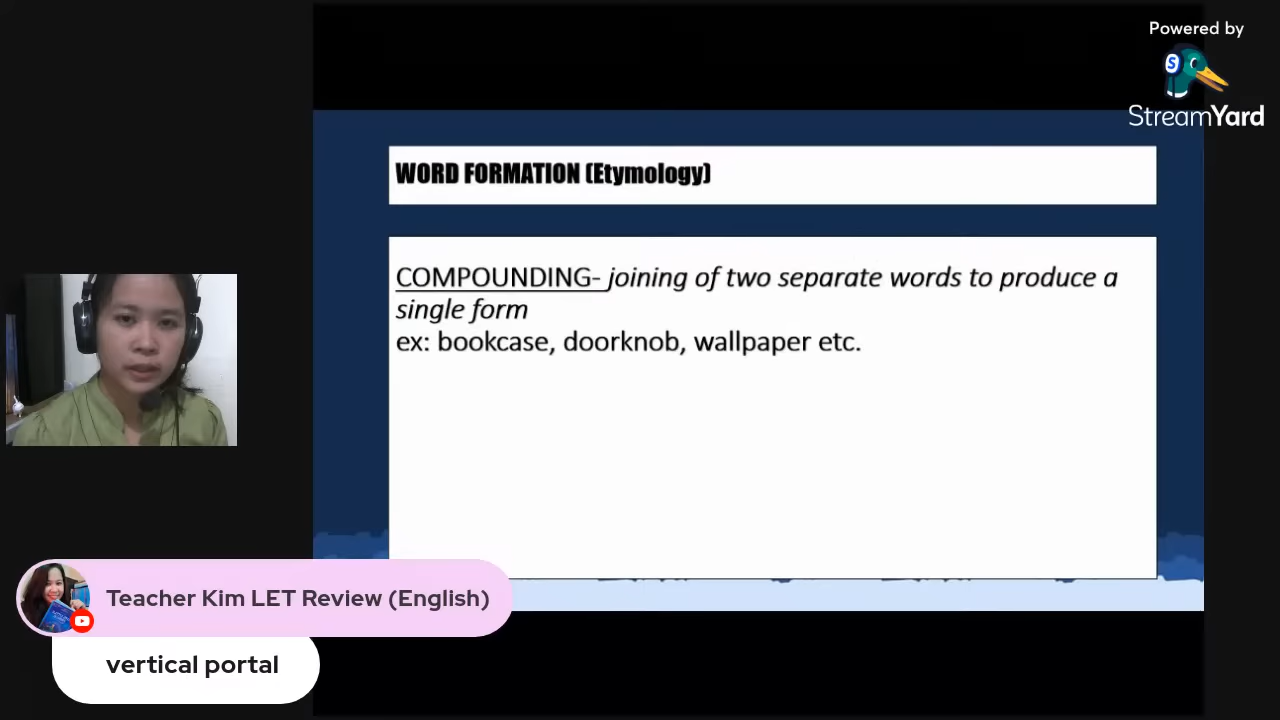 Powered by
StreamYard
WORD FORMATION (Etymology)
COMPOUNDING- joining of two separate words to produce a
single form
ex: bookcase, doorknob, wallpaper etc.
Teacher Kim LET Review (English)
vertical portal